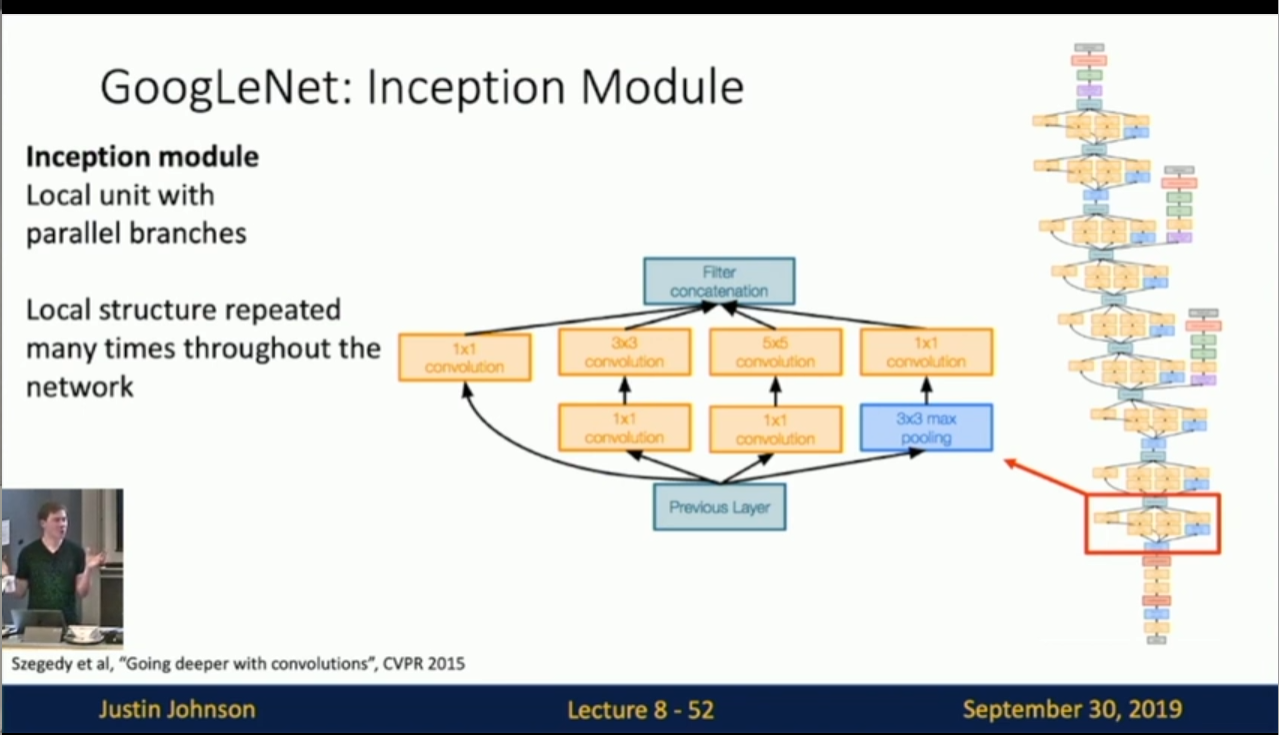 GoogLeNet: Inception Module
Inception module
Local unit with
parallel branches
Local structure repeated
many times throughout the
network
Filter
concatenation
1x1
convolution
3x3
convolution
5x5
convolution
1x1
convolution
1x1
convolution
1x1
convolution
3x3 max
pooling
Previous Layer
Szegedy et al, “Going deeper with convolutions”, CVPR 2015
Justin Johnson
Lecture 8 - 52
September 30, 2019